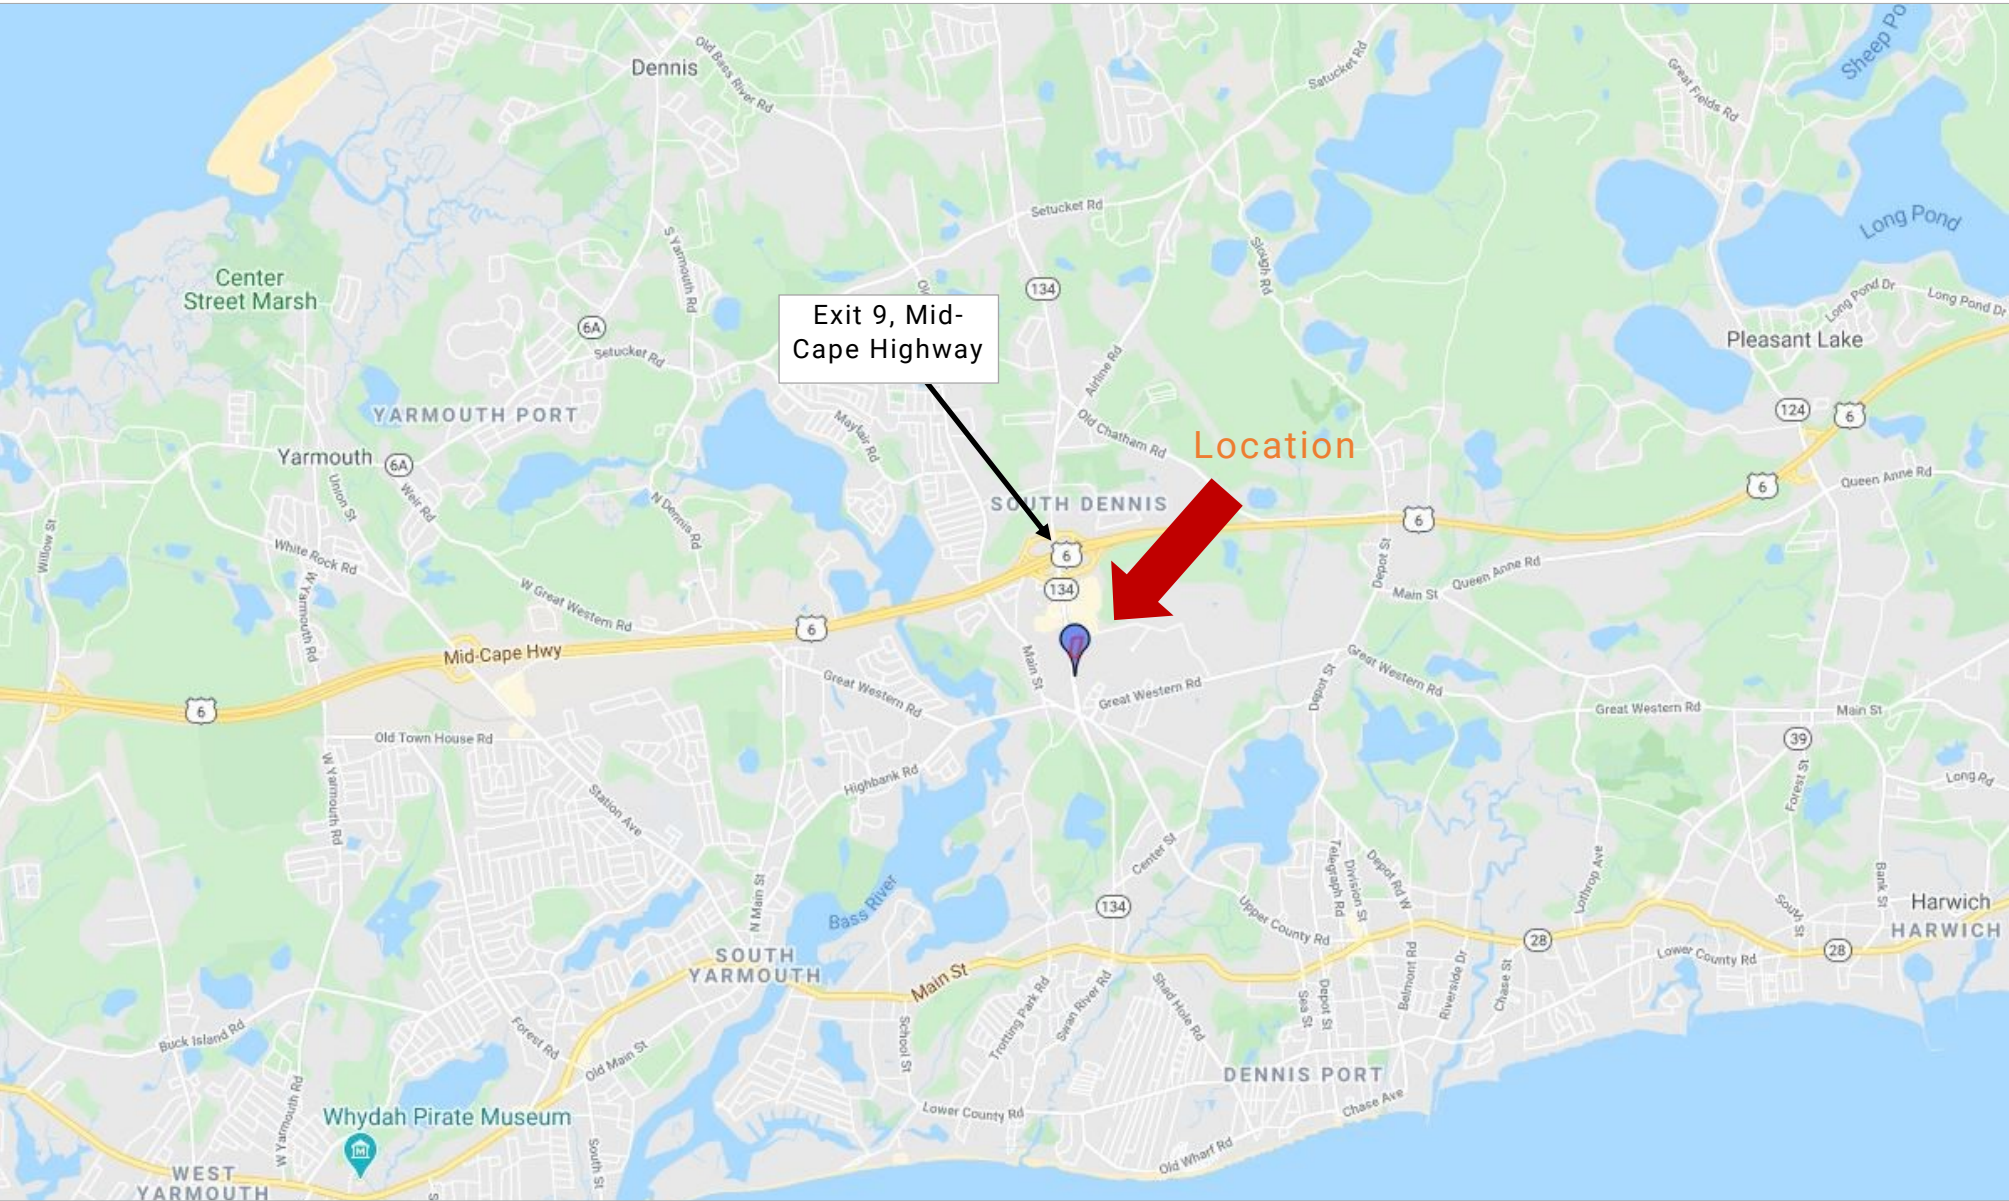 Sheep Po
Dennis
Old Bass River Rd
Satucket Rd
Great Fields Rd
Setucket Rd
Long Pond
S Yarmouth Rd
Slough Rd
Center
Street Marsh
134
Long Pond Dr
Long Pond Dr
Exit 9, Mid-
Cape Highway
6A
Setucket Rd
Pleasant Lake
Airline Rd
YARMOUTH PORT
Mayfair Rd
Old Chatham Rd
124
6
Location
Yarmouth
6A
Union St
Weir Rd
N Dennis Rd
SOUTH DENNIS
6
Queen Anne Rd
6
Willow St
White Rock Rd
W Yarmouth Rd
W Great Western Rd
6
134
Depot St
Queen Anne Rd
Main St
6
Mid-Cape Hwy
Main St
Great Western Rd
Great Western Rd
Great Western Rd
Depot St
Great Western Rd
Main St
6
Old Town House Rd
39
W Yarmouth Rd
Highbank Rd
Station Ave
Forest St
Long Rd
Center St
Telegraph Rd
Division St
Depot Rd W
Lothrop Ave
Bank St
N Main St
Bass River
134
Upper County Rd
South St
Harwich
HARWICH
28
28
Lower County Rd
SOUTH
YARMOUTH
Main St
Trotting Park Rd
Swan River Rd
Shad Hole Rd
Sea St
Depot St
Belmont Rd
Riverside Dr
Chase St
Buck Island Rd
Forest Rd
Old Main St
School St
DENNIS PORT
W Yarmouth Rd
Whydah Pirate Museum
M
Lower County Rd
Chase Ave
South St
Old Wharf Rd
WEST
YARMOUTH